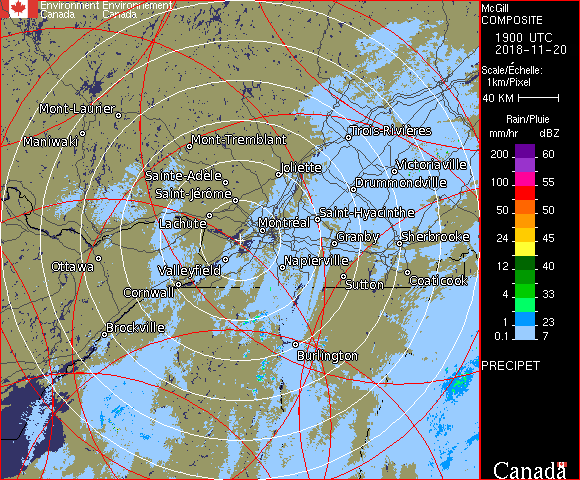 Environment Environnement
Canada Canada
McGill
COMPOSITE
1900 UTC
2018-11-20
Scale/Échelle:
1km/Pixel
40 KM
Rain/Pluie
mm/hr dBZ
200 60
100 55
50 50
24 45
12 40
4 33
1 23
0.1 7
PRECIPET
Canada
Mont-Laurier
Maniwaki
Mont-Tremblant
Trois-Rivières
Joliette
Victoriaville
Sainte-Adèle
Drummondville
Saint-Jérôme
Saint-Hyacinthe
Lachute
Montréal
Granby
Sherbrooke
Ottawa
Valleyfield
Napierville
Sutton
Coaticook
Cornwall
Brockville
Burlington